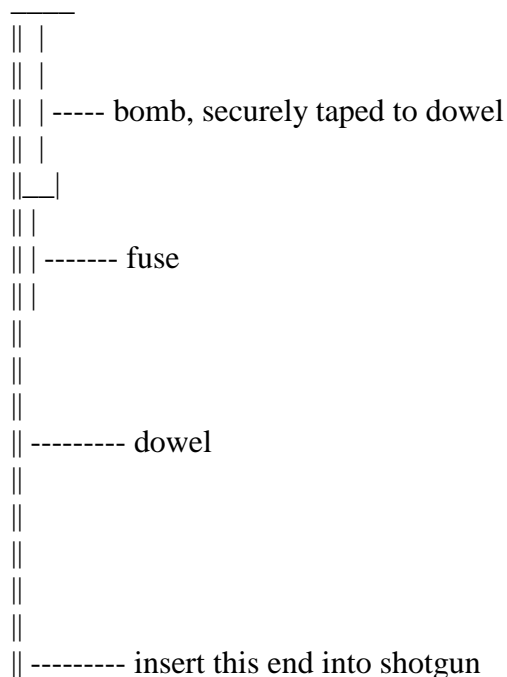 bomb, securely taped to dowel
fuse
dowel
insert this end into shotgun